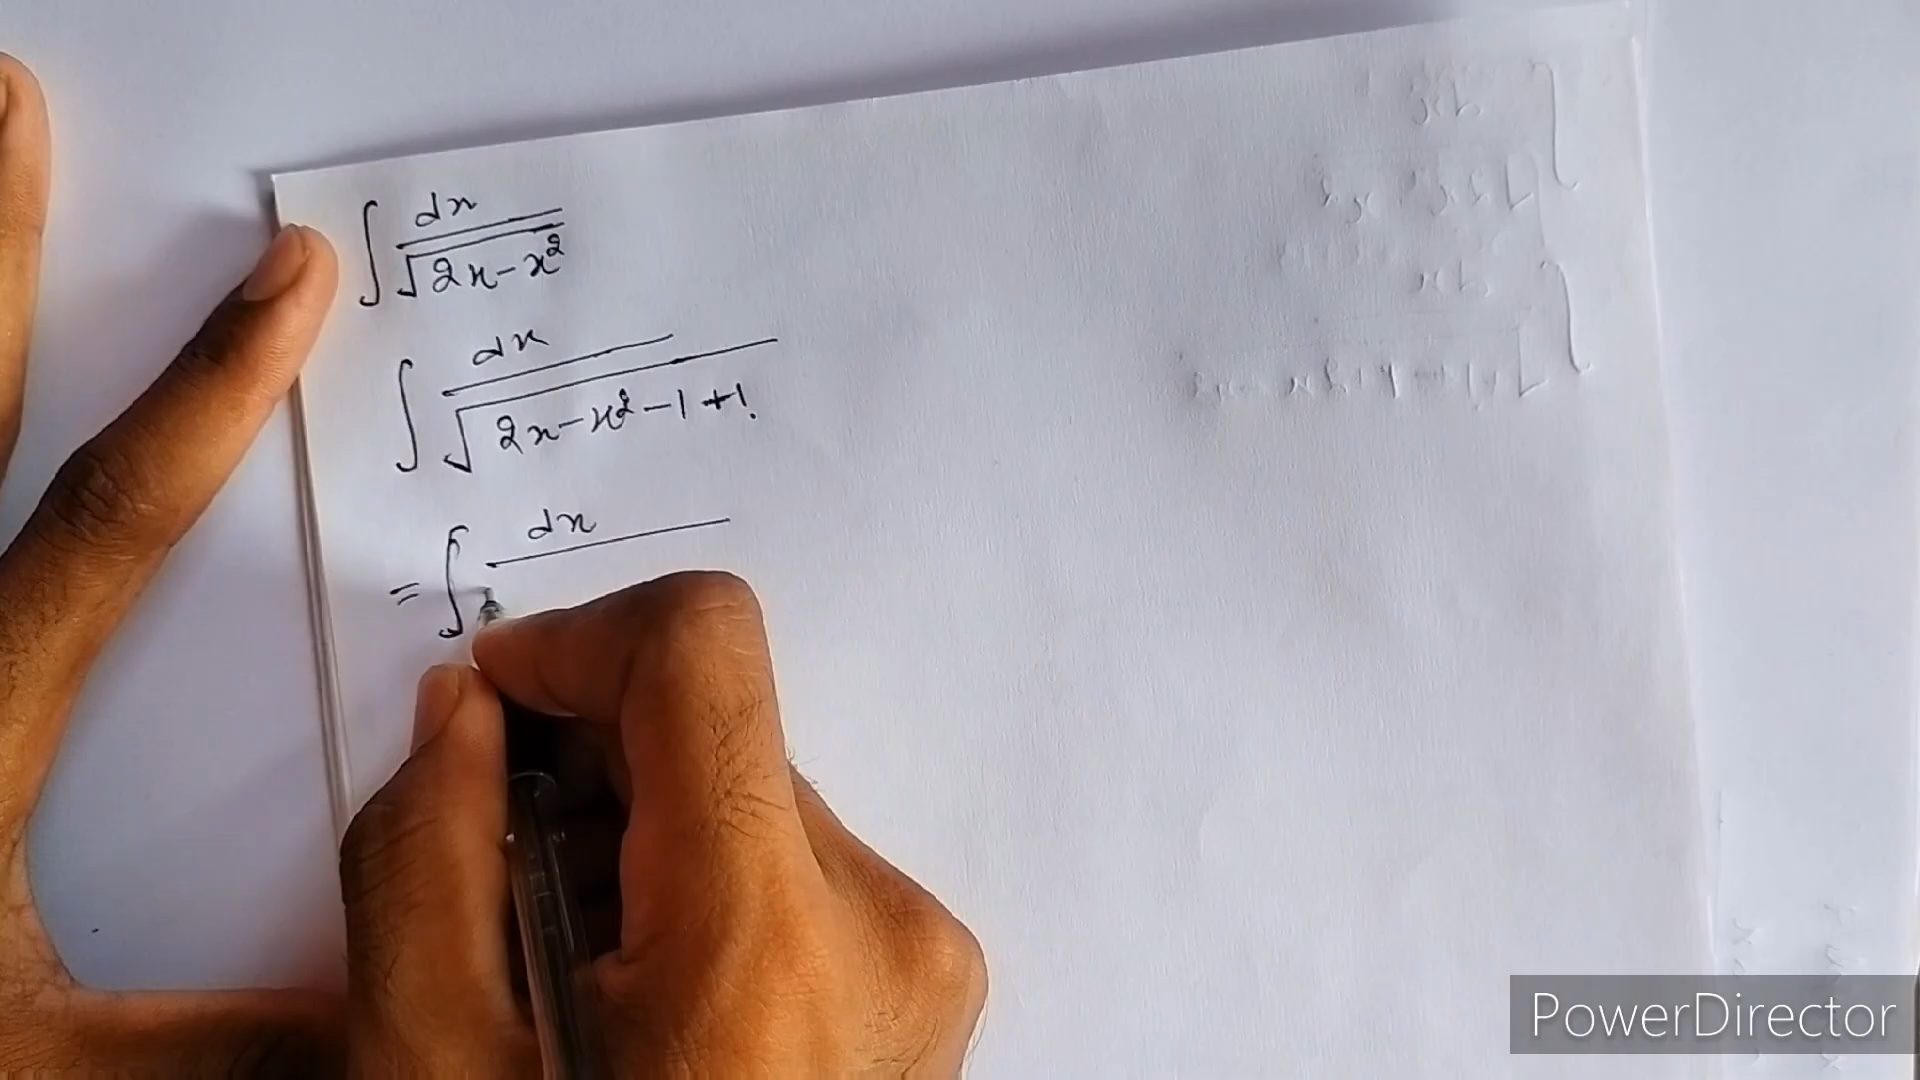 ∫ dx / √(2x-x²)
∫ dx / √(2x-x²-1+1)
= ∫ dx
PowerDirector